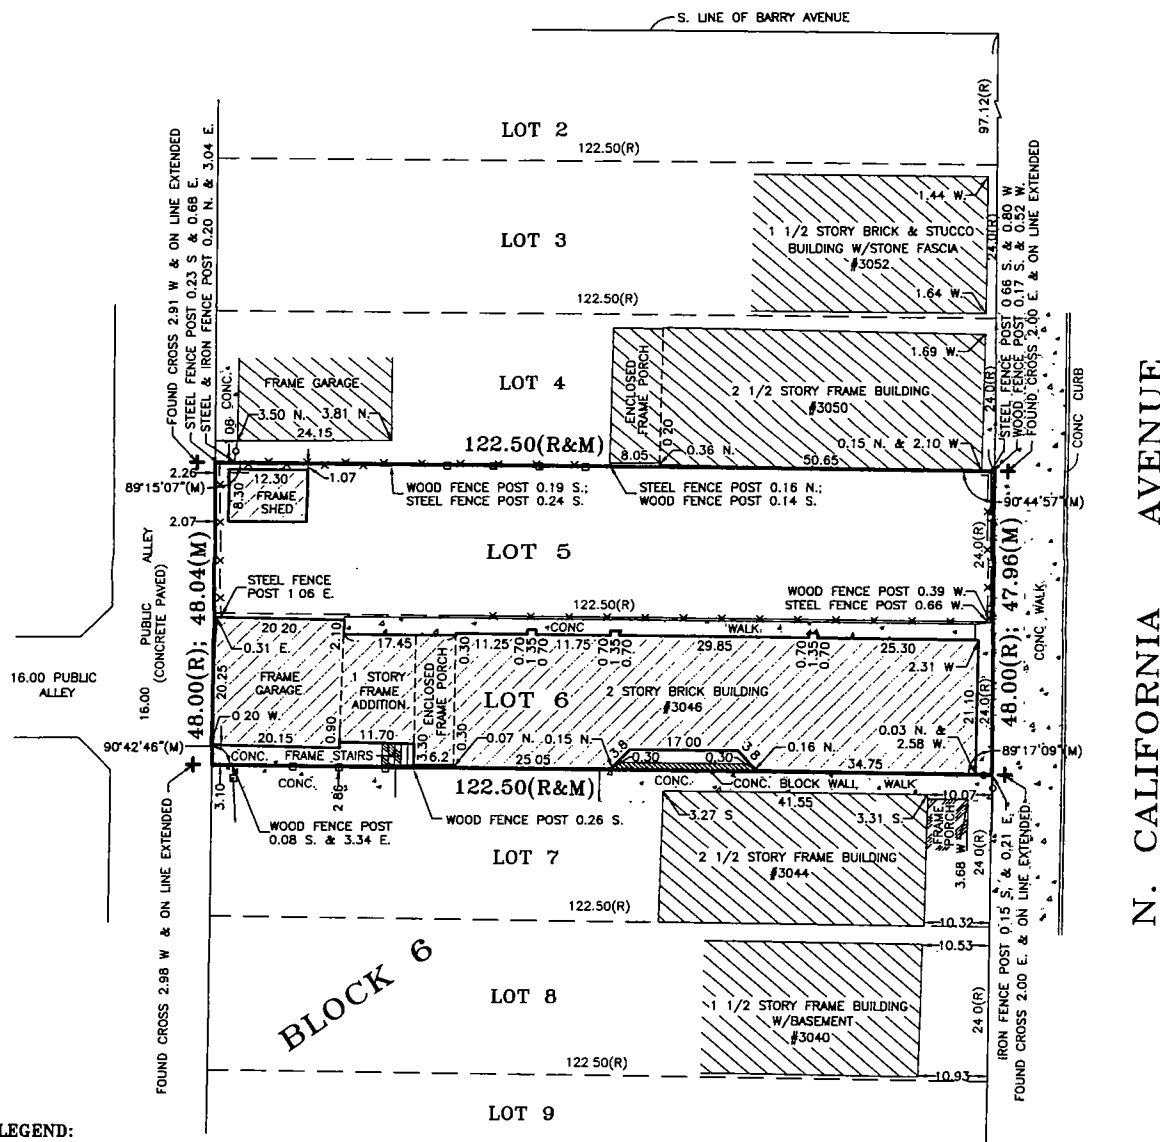 S. LINE OF BARRY AVENUE
97.12(R)
LOT 2
122.50(R)
FOUND CROSS 2.91 W & ON LINE EXTENDED
STEEL FENCE POST 0.23 S & 0.68 E.
STEEL & IRON FENCE POST 0.20 N. & 3.04 E.
LOT 3
1.44 W.
1 1/2 STORY BRICK & STUCCO
BUILDING W/STONE FASCIA
#3052
1.64 W.
24.0(R)
122.50(R)
STEEL FENCE POST 0.66 S. & 0.80 W
WOOD FENCE POST 0.17 S. & 0.52 W.
FOUND CROSS 2.00 E. & ON LINE EXTENDED
CONC.
FRAME GARAGE
3.50 N.
3.81 N.
24.15
LOT 4
ENCLOSED
FRAME PORCH
0.20
8.05
0.36 N.
1.69 W.
2 1/2 STORY FRAME BUILDING
#3050
0.15 N. & 2.10 W
50.65
24.0(R)
CONC CURB
122.50(R&M)
2.26
89°15'07"(M)
12.30
8.30
FRAME
SHED
1.07
2.07
WOOD FENCE POST 0.19 S.;
STEEL FENCE POST 0.24 S.
STEEL FENCE POST 0.16 N.;
WOOD FENCE POST 0.14 S.
90°44'57"(M)
LOT 5
24.0(R)
N. CALIFORNIA AVENUE
16.00 PUBLIC ALLEY
(CONCRETE PAVED)
48.00(R); 48.04(M)
48.00(R); 47.96(M)
CONC WALK
STEEL FENCE
POST 1 06 E.
122.50(R)
WOOD FENCE POST 0.39 W.
STEEL FENCE POST 0.66 W.
16.00 PUBLIC
ALLEY
20 20
0.31 E.
2.10
20.25
FRAME
GARAGE
0 20 W.
20.15
0.90
17.45
1 STORY
FRAME
ADDITION
11.70
ENCLOSED
FRAME PORCH
0.30
3.30
0.30
CONC
WALK
11.25
0.70
1.35
0.70
11.75
0.70
1.35
0.70
29.85
0.70
1.35
0.70
25.30
2.31 W
LOT 6
2 STORY BRICK BUILDING
#3046
21.10
24.0(R)
90°42'46"(M)
CONC.
FRAME STAIRS
6.2
0.07 N.
0.15 N.
25 05
3.8
17.00
0.30
0.30
3.8
0.16 N.
0.03 N. &
2.58 W.
34.75
89°17'09"(M)
3.10
CONC.
122.50(R&M)
CONC.
CONC. BLOCK WALL
WALK
WOOD FENCE POST
0.08 S. & 3.34 E.
WOOD FENCE POST 0.26 S.
3.27 S
41.55
3.31 S.
10.07
FRAME
PORCH
3.68 W.
24 0(R)
LOT 7
2 1/2 STORY FRAME BUILDING
#3044
122.50(R)
10.32
FOUND CROSS 2.98 W & ON LINE EXTENDED
BLOCK 6
10.53
LOT 8
1 1/2 STORY FRAME BUILDING
W/BASEMENT
#3040
24 0(R)
122 50(R)
10.93
IRON FENCE POST 0 15 S. & 0.21 E.
FOUND CROSS 2.00 E. & ON LINE EXTENDED
LOT 9
LEGEND: